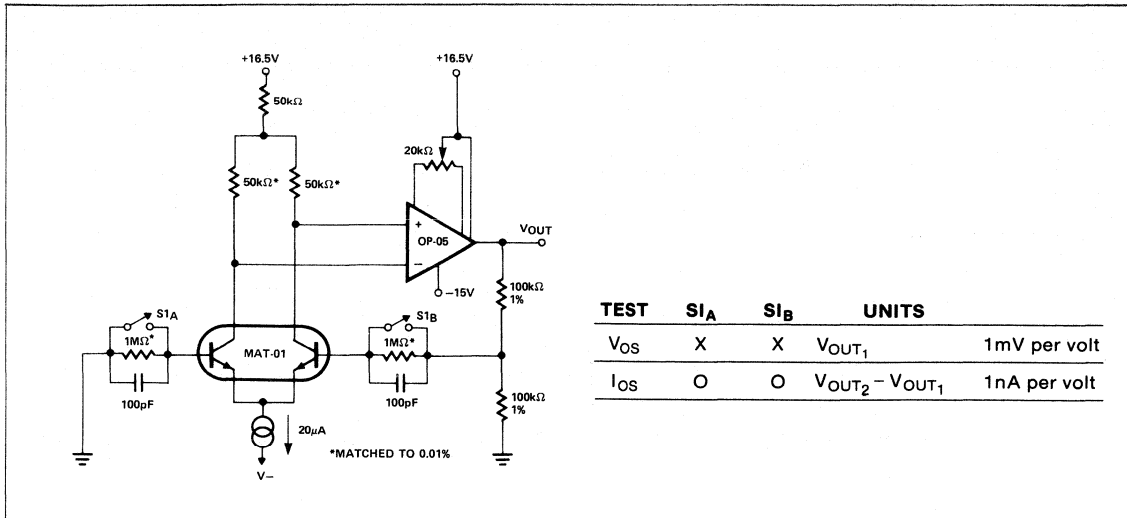 +16.5V
+16.5V
50kΩ
20kΩ
50kΩ*
50kΩ*
+
OP-05
−
VOUT
−15V
100kΩ
1%
S1A
1MΩ*
100pF
MAT-01
S1B
1MΩ*
100pF
100kΩ
1%
20μA
*MATCHED TO 0.01%
V−
TEST SIA SIB UNITS
VOS X X VOUT1 1mV per volt
IOS O O VOUT2 − VOUT1 1nA per volt